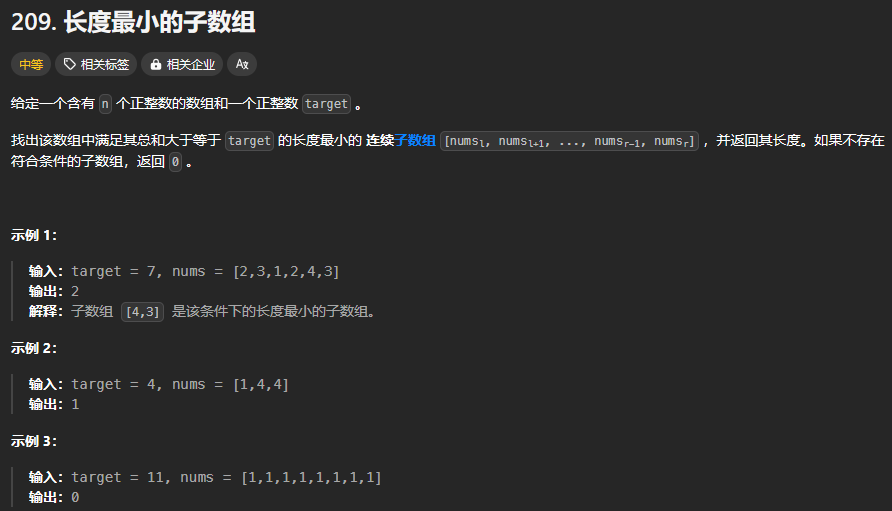 209. 长度最小的子数组
中等 相关标签 相关企业 Aあ
给定一个含有 n 个正整数的数组和一个正整数 target 。
找出该数组中满足其总和大于等于 target 的长度最小的 连续子数组 [numsl, numsl+1, ..., numsr-1, numsr] ，并返回其长度。如果不存在
符合条件的子数组，返回 0 。
示例 1：
输入：target = 7, nums = [2,3,1,2,4,3]
输出：2
解释：子数组 [4,3] 是该条件下的长度最小的子数组。
示例 2：
输入：target = 4, nums = [1,4,4]
输出：1
示例 3：
输入：target = 11, nums = [1,1,1,1,1,1,1,1]
输出：0